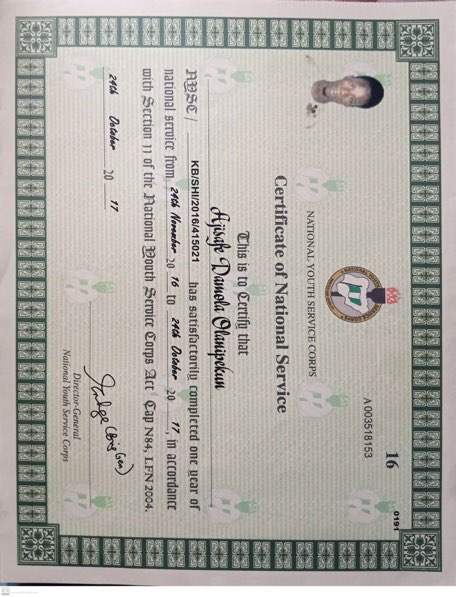 0191
16
A 003518153
NATIONAL YOUTH SERVICE CORPS
Certificate of National Service
This is to Certify that
Ajisafe Damola Olanipekun
NYSC/ KB/SHI/2016/415021 has satisfactorily completed one year of
national service from 24th November 20 16 to 24th October 20 17, in accordance
with Section 11 of the National Youth Service Corps Act Cap N84, LFN 2004.
24th October 20 17
Director-General
National Youth Service Corps